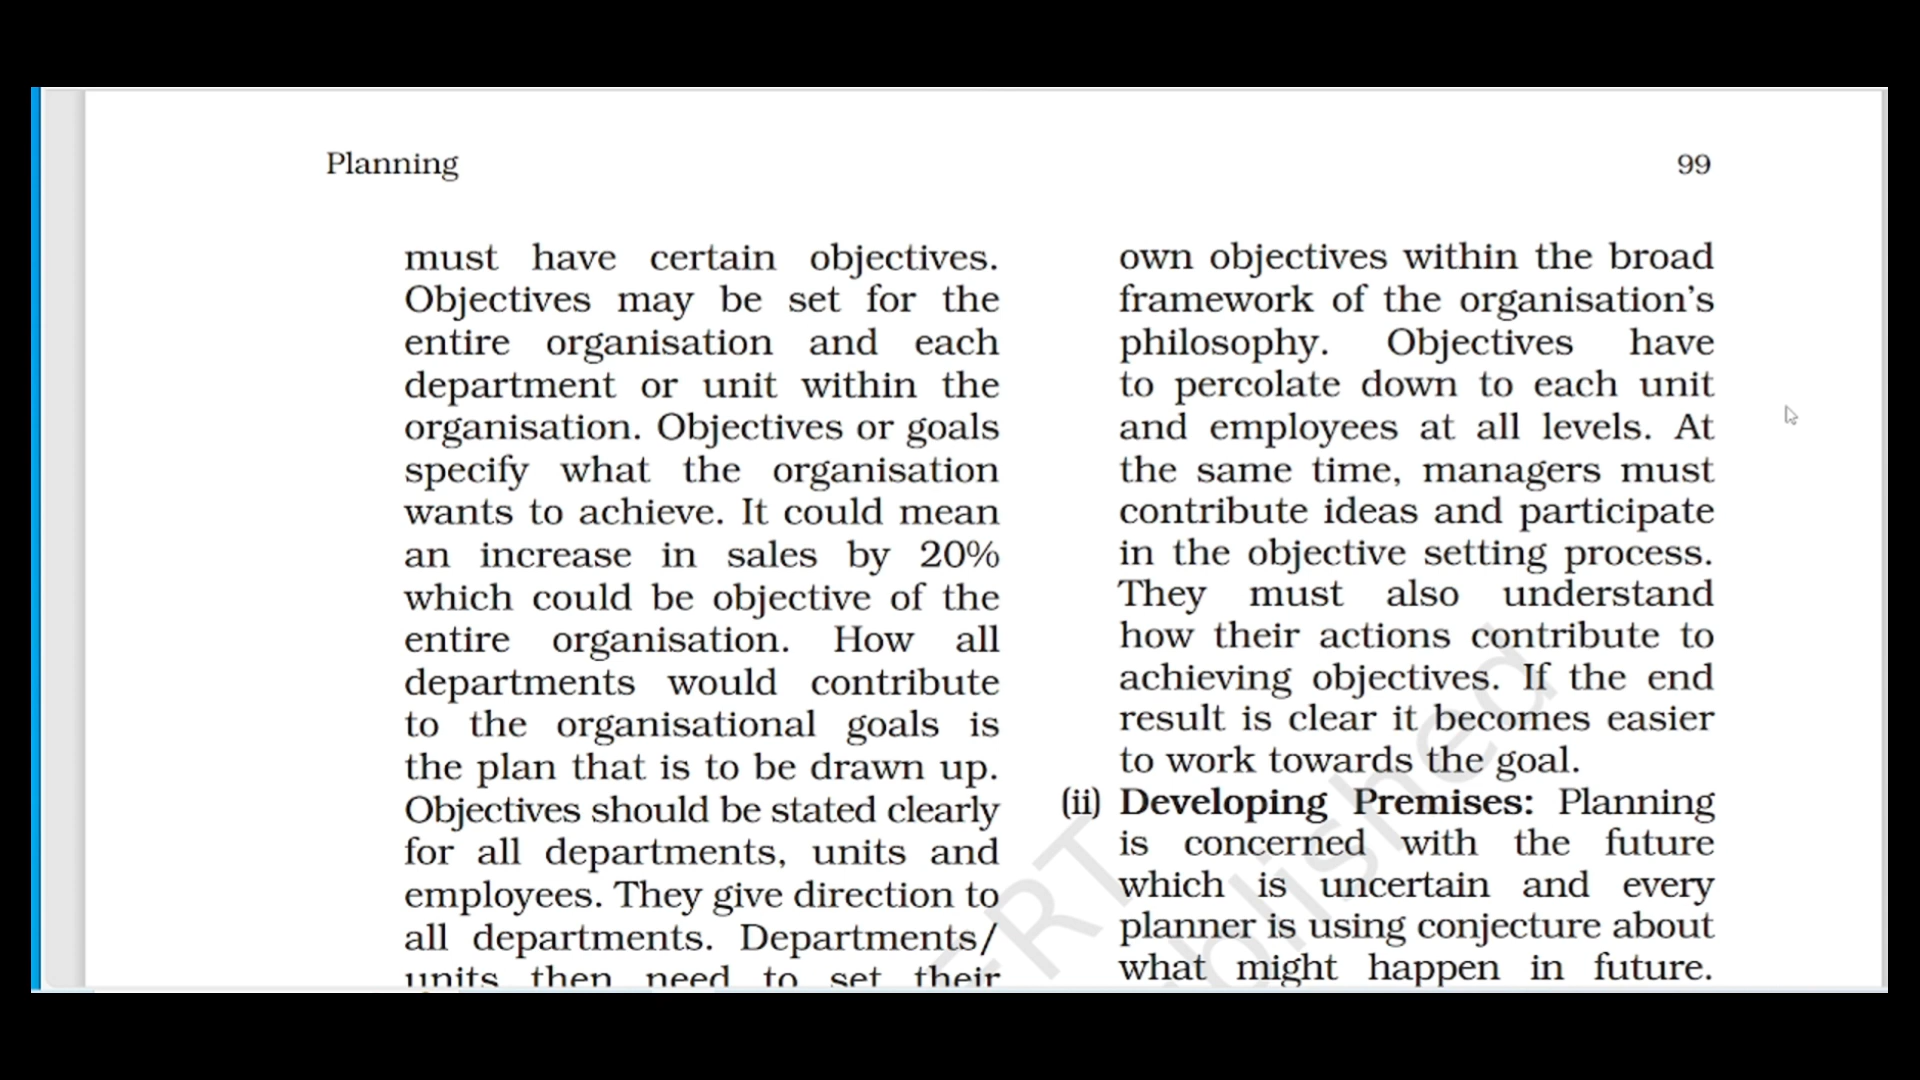 Planning
99
must have certain objectives.
Objectives may be set for the
entire organisation and each
department or unit within the
organisation. Objectives or goals
specify what the organisation
wants to achieve. It could mean
an increase in sales by 20%
which could be objective of the
entire organisation. How all
departments would contribute
to the organisational goals is
the plan that is to be drawn up.
Objectives should be stated clearly
for all departments, units and
employees. They give direction to
all departments. Departments/
units then need to set their
own objectives within the broad
framework of the organisation's
philosophy. Objectives have
to percolate down to each unit
and employees at all levels. At
the same time, managers must
contribute ideas and participate
in the objective setting process.
They must also understand
how their actions contribute to
achieving objectives. If the end
result is clear it becomes easier
to work towards the goal.
(ii) Developing Premises: Planning
is concerned with the future
which is uncertain and every
planner is using conjecture about
what might happen in future.